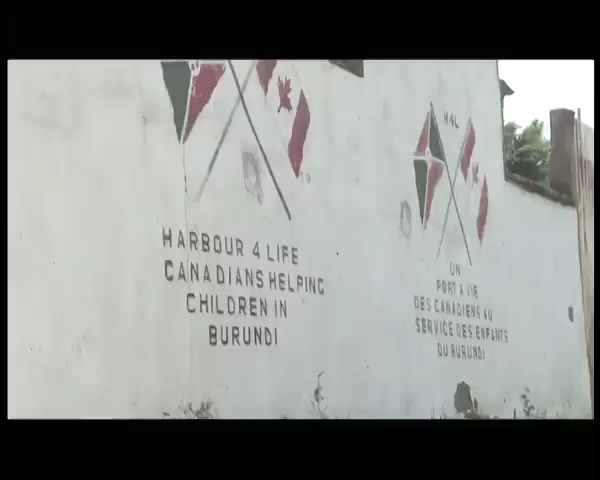 HARBOUR 4 LIFE
CANADIANS HELPING
CHILDREN IN
BURUNDI
H4L
UN
PORT A VIE
DES CANADIENS AU
SERVICE DES ENFANTS
DU BURUNDI